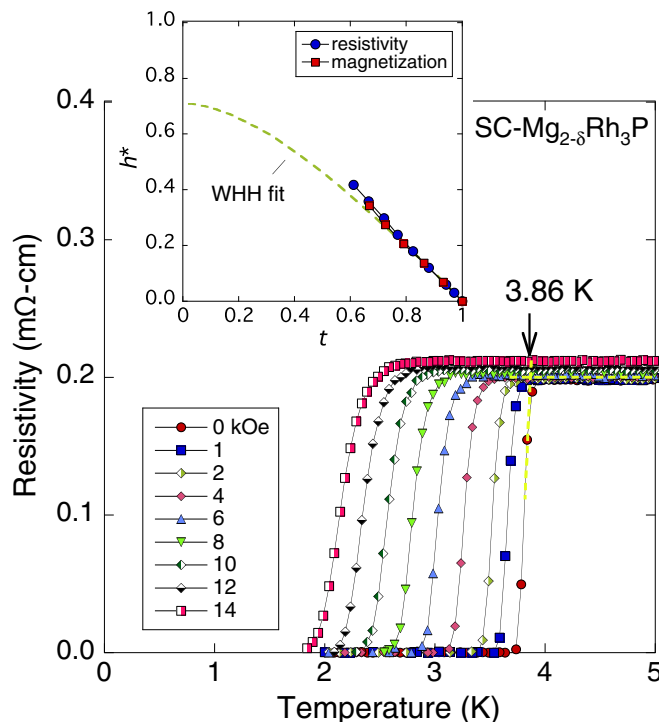 resistivity
magnetization
1.0
0.8
0.6
0.4
0.2
0.0
h*
WHH fit
0.0 0.2 0.4 0.6 0.8 1
t
SC-Mg₂₋δRh₃P
3.86 K
0.4
0.3
0.2
0.1
0.0
Resistivity (mΩ-cm)
0 kOe
1
2
4
6
8
10
12
14
0 1 2 3 4 5
Temperature (K)